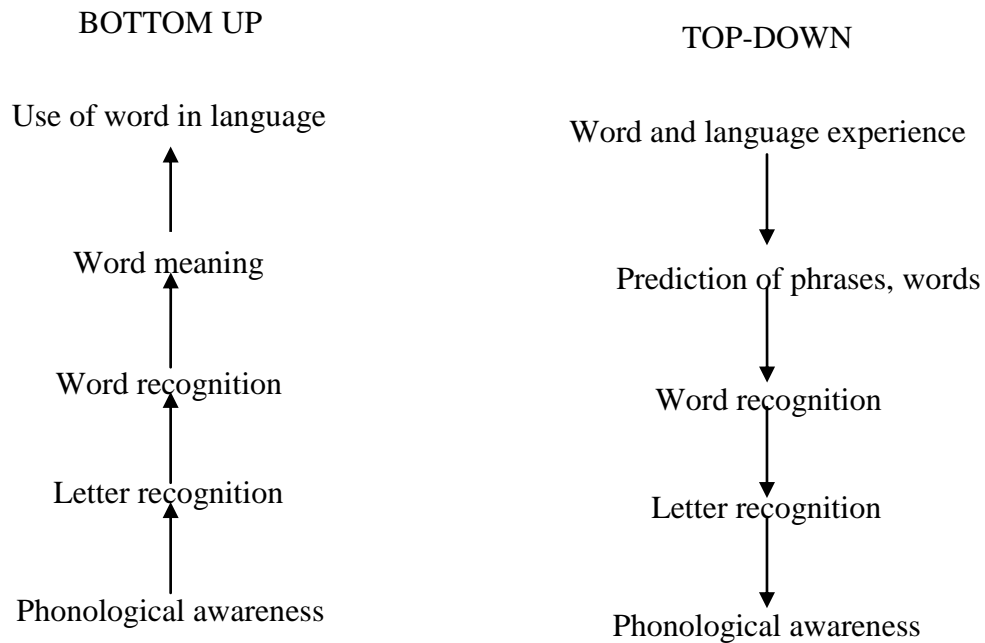 BOTTOM UP
Use of word in language
Word meaning
Word recognition
Letter recognition
Phonological awareness
TOP-DOWN
Word and language experience
Prediction of phrases, words
Word recognition
Letter recognition
Phonological awareness